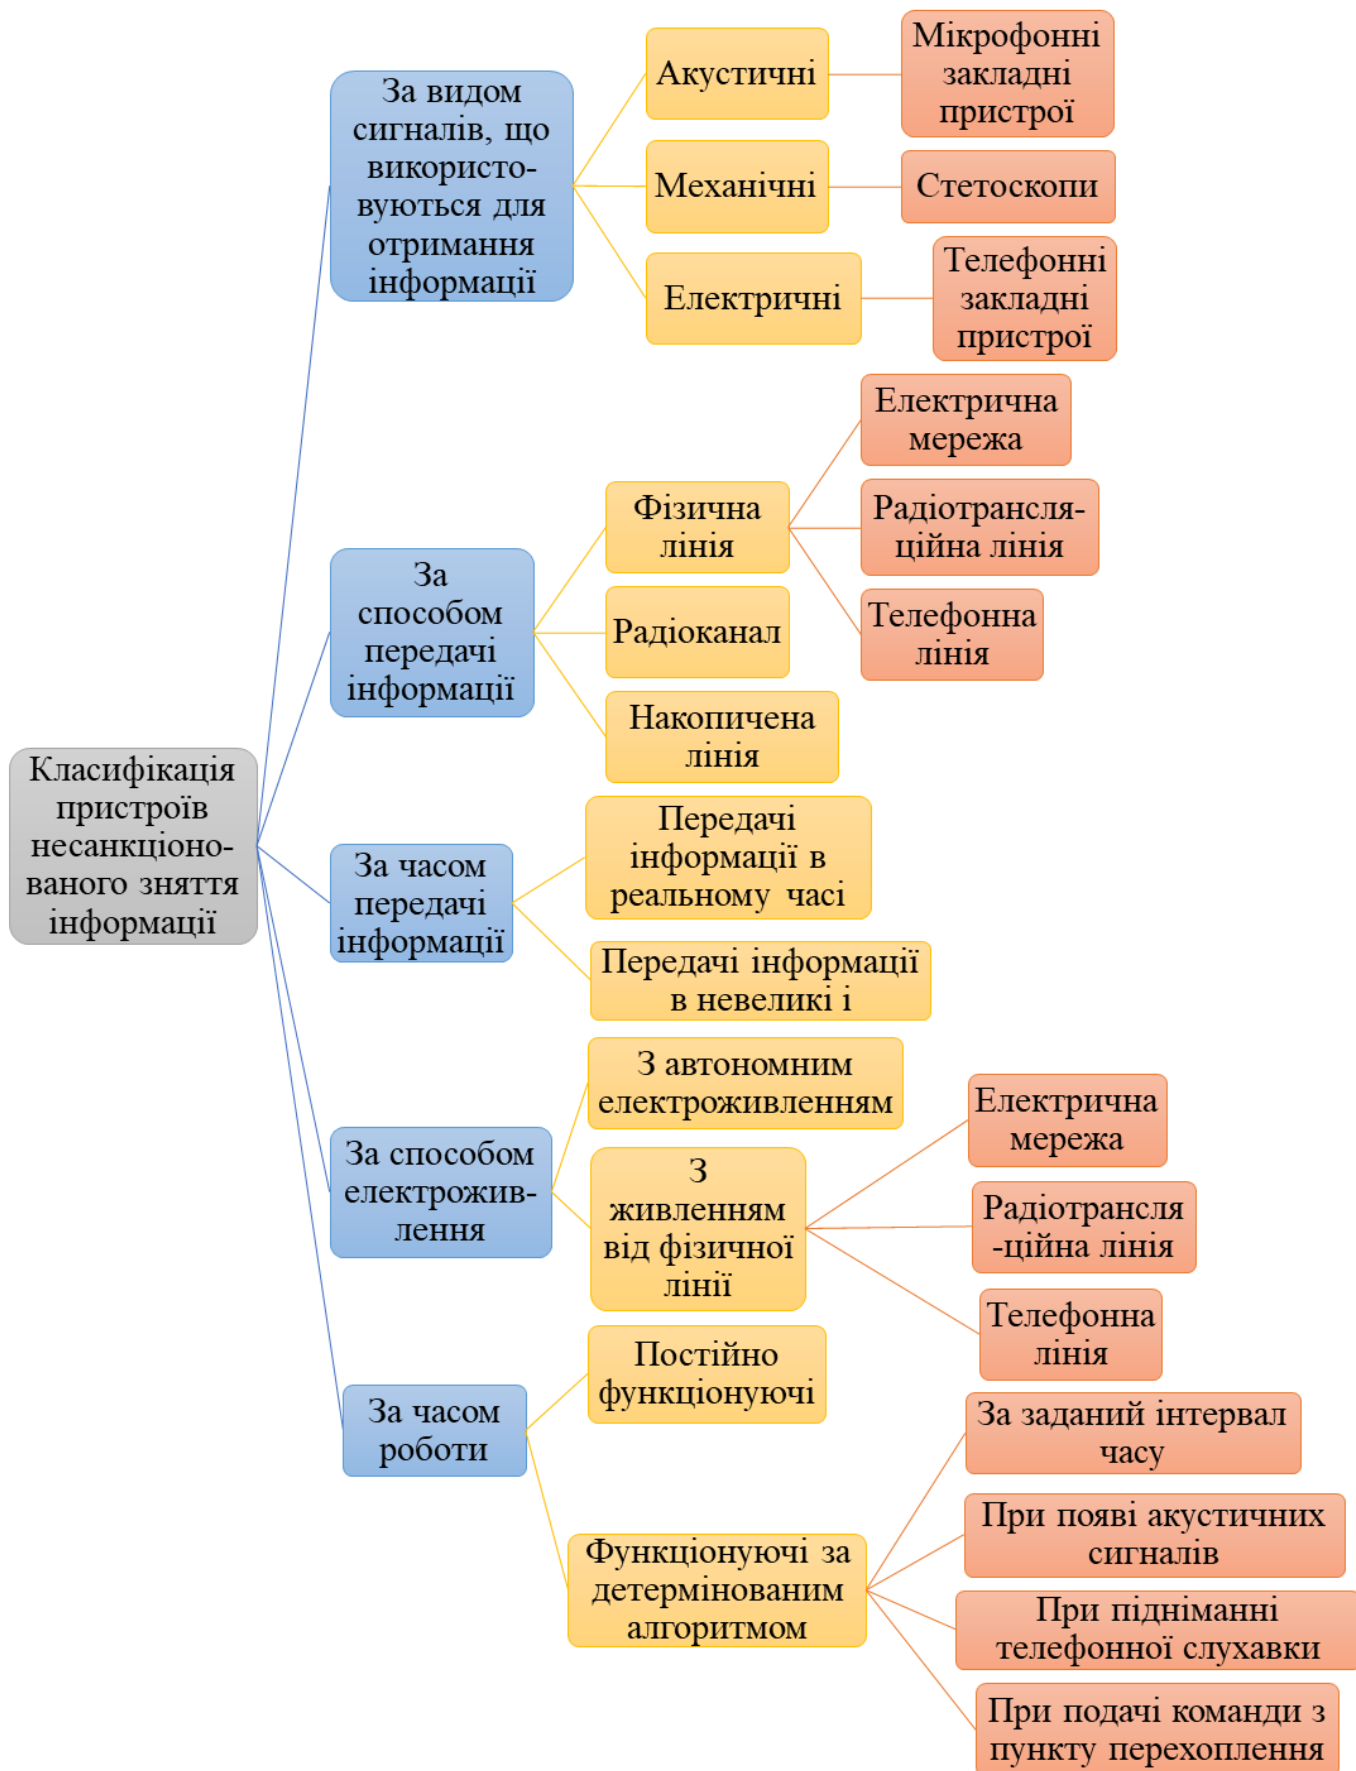 Класифікація
пристроїв
несанкціоно-
ваного зняття
інформації
За видом
сигналів, що
використо-
вуються для
отримання
інформації
Акустичні
Мікрофонні
закладні
пристрої
Механічні
Стетоскопи
Електричні
Телефонні
закладні
пристрої
За
способом
передачі
інформації
Фізична
лінія
Електрична
мережа
Радіотрансля-
ційна лінія
Телефонна
лінія
Радіоканал
Накопичена
лінія
За часом
передачі
інформації
Передачі
інформації в
реальному часі
Передачі інформації
в невеликі і
За способом
електрожив-
лення
З автономним
електроживленням
З
живленням
від фізичної
лінії
Електрична
мережа
Радіотрансля
-ційна лінія
Телефонна
лінія
За часом
роботи
Постійно
функціонуючі
Функціонуючі за
детермінованим
алгоритмом
За заданий інтервал
часу
При появі акустичних
сигналів
При підніманні
телефонної слухавки
При подачі команди з
пункту перехоплення